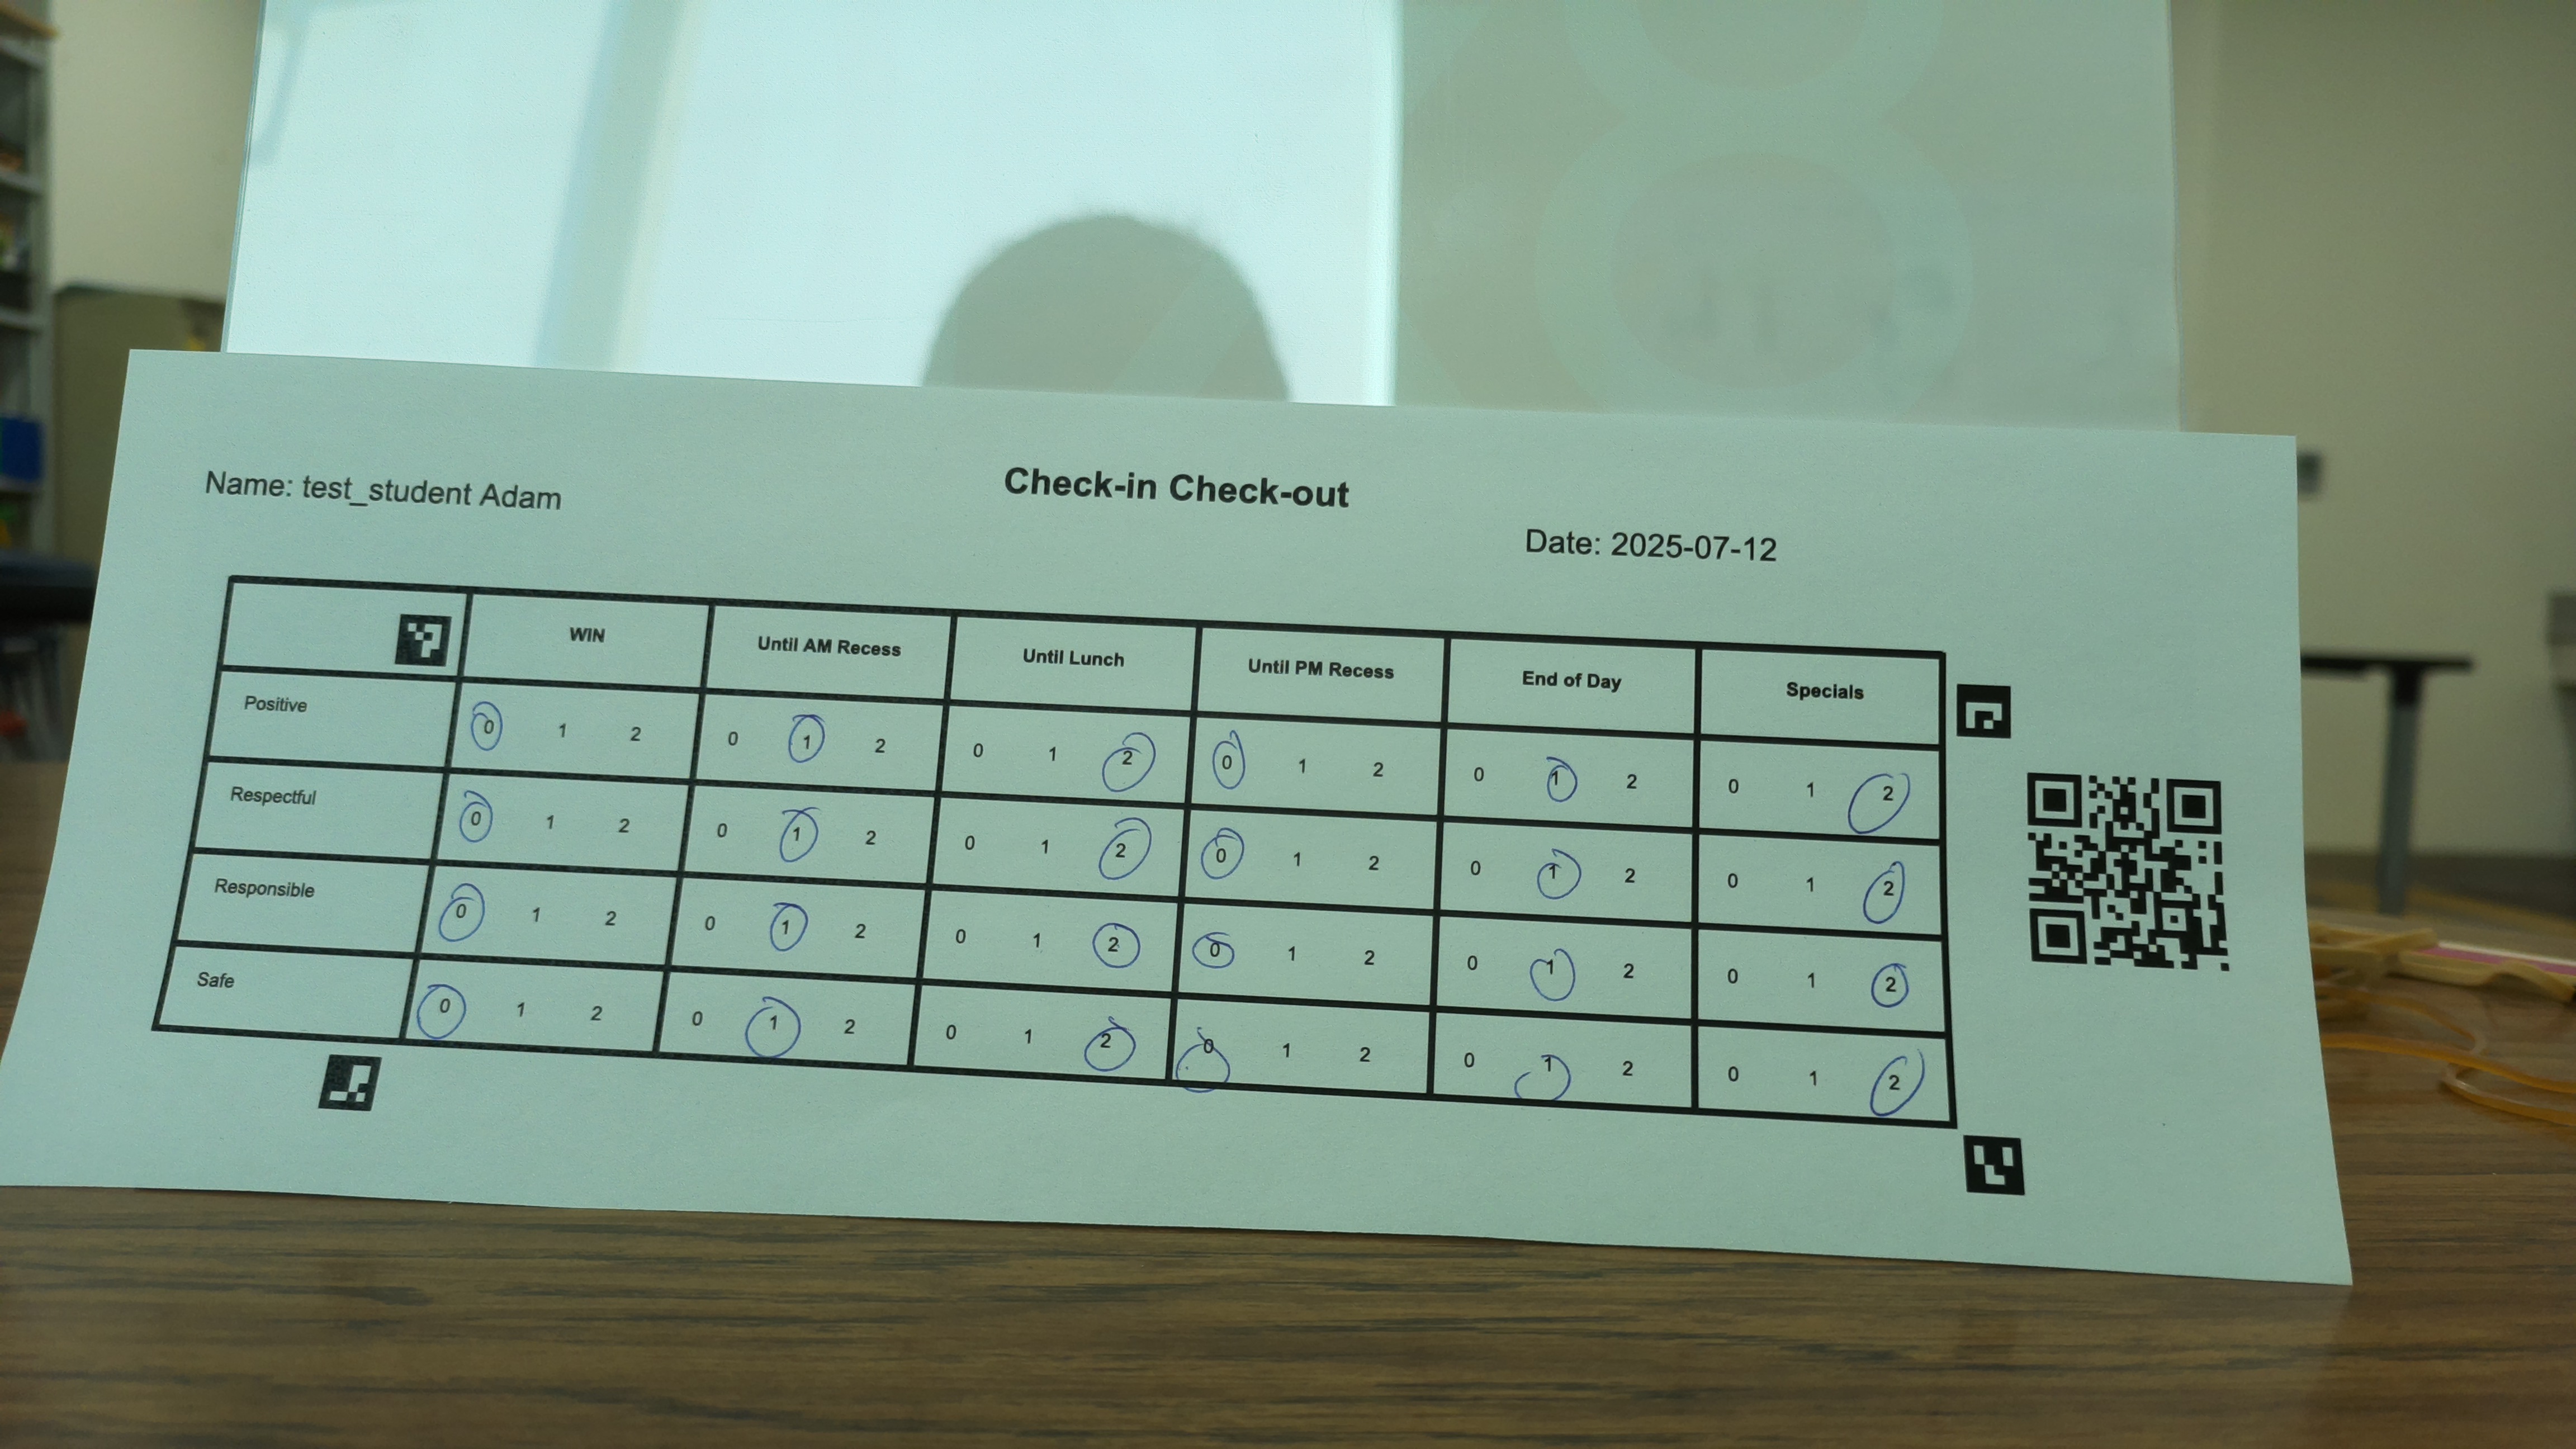 Check-in Check-out
Name: test_student Adam
Date: 2025-07-12
WIN Until AM Recess Until Lunch Until PM Recess End of Day Specials
Positive 0 1 2 0 1 2 0 1 2 0 1 2 0 1 2 0 1 2
Respectful 0 1 2 0 1 2 0 1 2 0 1 2 0 1 2 0 1 2
Responsible 0 1 2 0 1 2 0 1 2 0 1 2 0 1 2 0 1 2
Safe 0 1 2 0 1 2 0 1 2 0 1 2 0 1 2 0 1 2